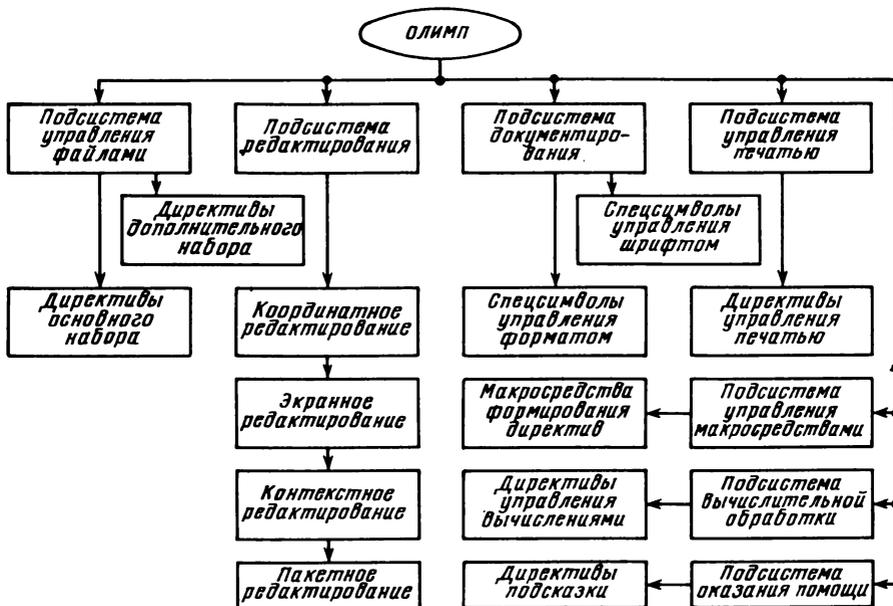 ОЛИМП
Подсистема
управления
файлами
Подсистема
редактирования
Подсистема
документиро-
вания
Подсистема
управления
печатью
Директивы
дополнительного
набора
Спецсимволы
управления
шрифтом
Директивы
основного
набора
Координатное
редактирование
Спецсимволы
управления
форматом
Директивы
управления
печатью
Экранное
редактирование
Макросредства
формирования
директив
Подсистема
управления
макросредствами
Контекстное
редактирование
Директивы
управления
вычислениями
Подсистема
вычислительной
обработки
Пакетное
редактирование
Директивы
подсказки
Подсистема
оказания помощи